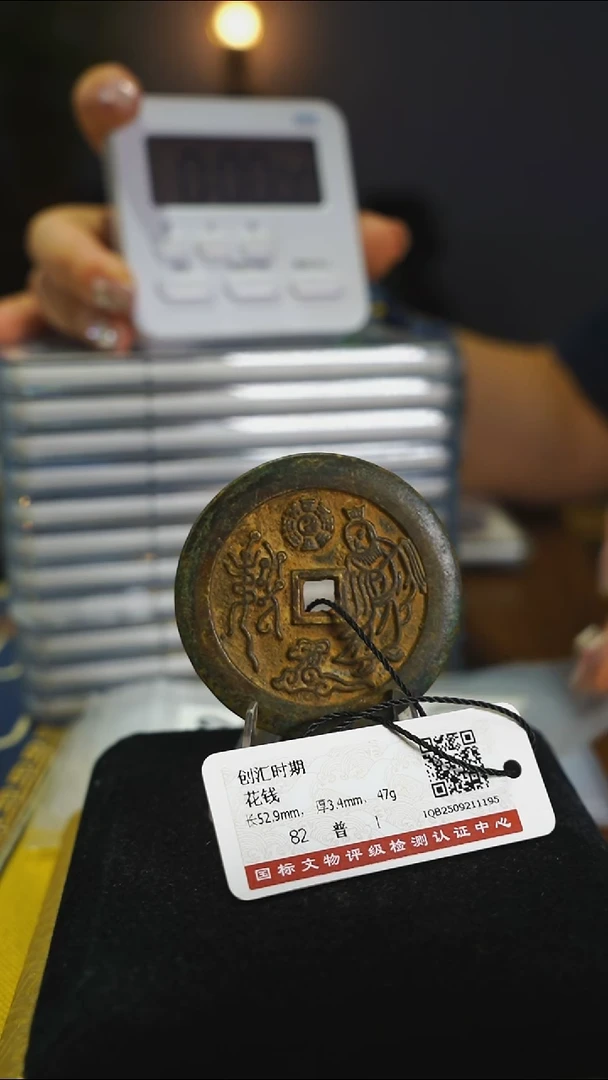 创汇时期
花钱
长52.9mm, 厚3.4mm, 47g
82 普 1
1QB2509211195
国标文物评级检测认证中心